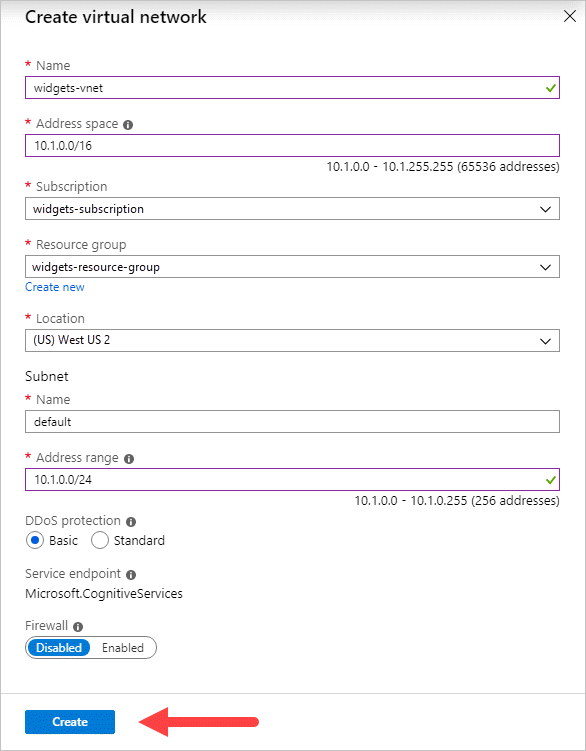 Create virtual network
* Name
widgets-vnet
* Address space
10.1.0.0/16
10.1.0.0 - 10.1.255.255 (65536 addresses)
* Subscription
widgets-subscription
* Resource group
widgets-resource-group
Create new
* Location
(US) West US 2
Subnet
* Name
default
* Address range
10.1.0.0/24
10.1.0.0 - 10.1.0.255 (256 addresses)
DDoS protection
Basic Standard
Service endpoint
Microsoft.CognitiveServices
Firewall
Disabled Enabled
Create